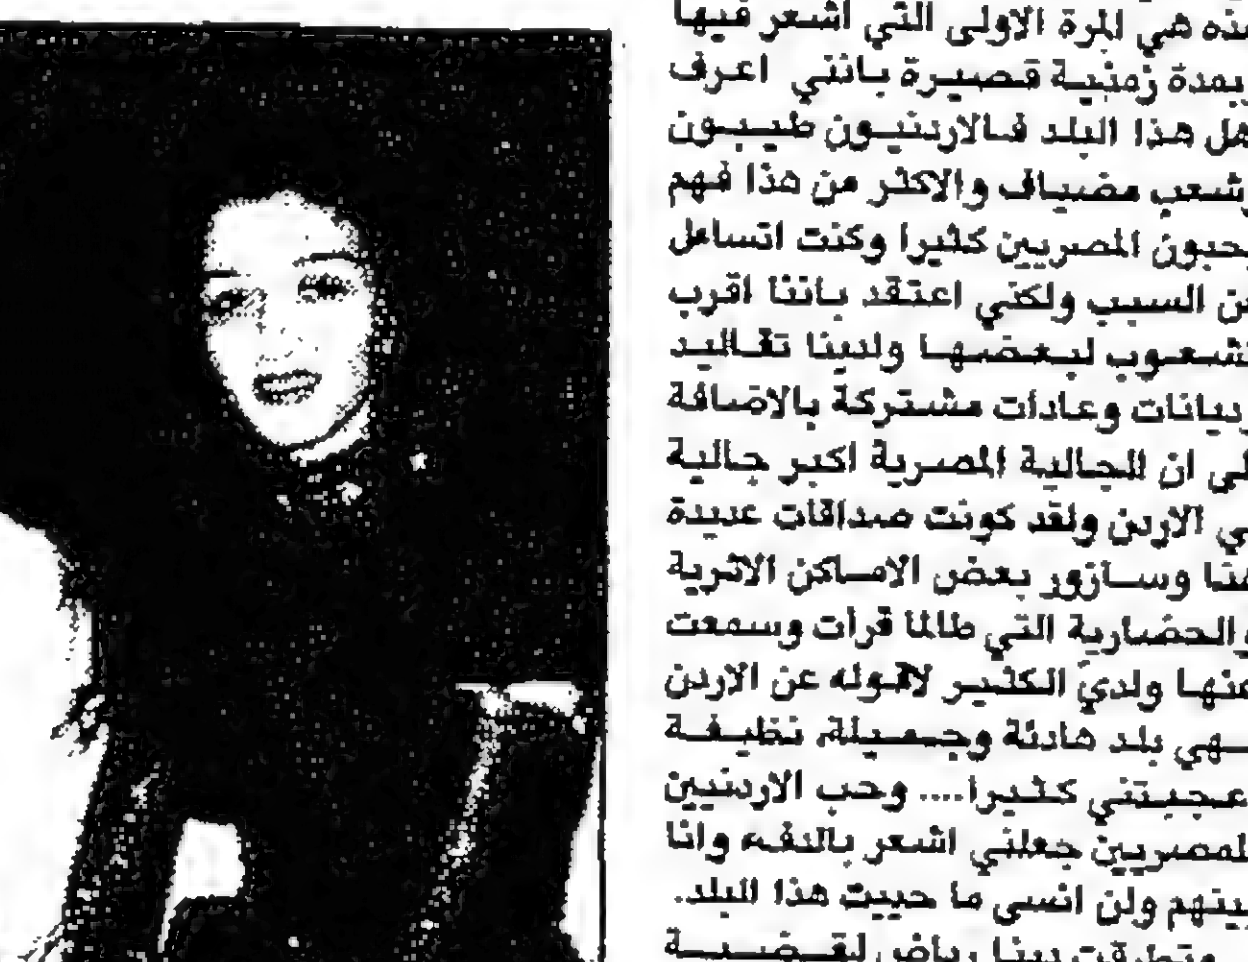 هذه هي المرة الاولى التي اشعر فيها
وبمدة زمنية قصيرة بانني اعرف
اهل هذا البلد فالاردنيون طيبون
وشعب مضياف والاكثر من هذا فهم
يحبون المصريين كثيرا وكنت اتساءل
عن السبب ولكني اعتقد باننا اقرب
الشعوب لبعضها ولدينا تقاليد
وديانات وعادات مشتركة بالاضافة
الى ان الجالية المصرية اكبر جالية
في الاردن ولقد كونت صداقات عديدة
هنا وسازور بعض الاماكن الاثرية
والحضارية التي طالما قرات وسمعت
عنها ولدي الكثير لاقوله عن الاردن
فهي بلد هادئة وجميلة، نظيفة
اعجبتني كثيرا.... وحب الاردنيين
للمصريين جعلني اشعر بالدفء وانا
بينهم ولن انسى ما حييت هذا البلد.
وتطرقت دينا رياض لقضية